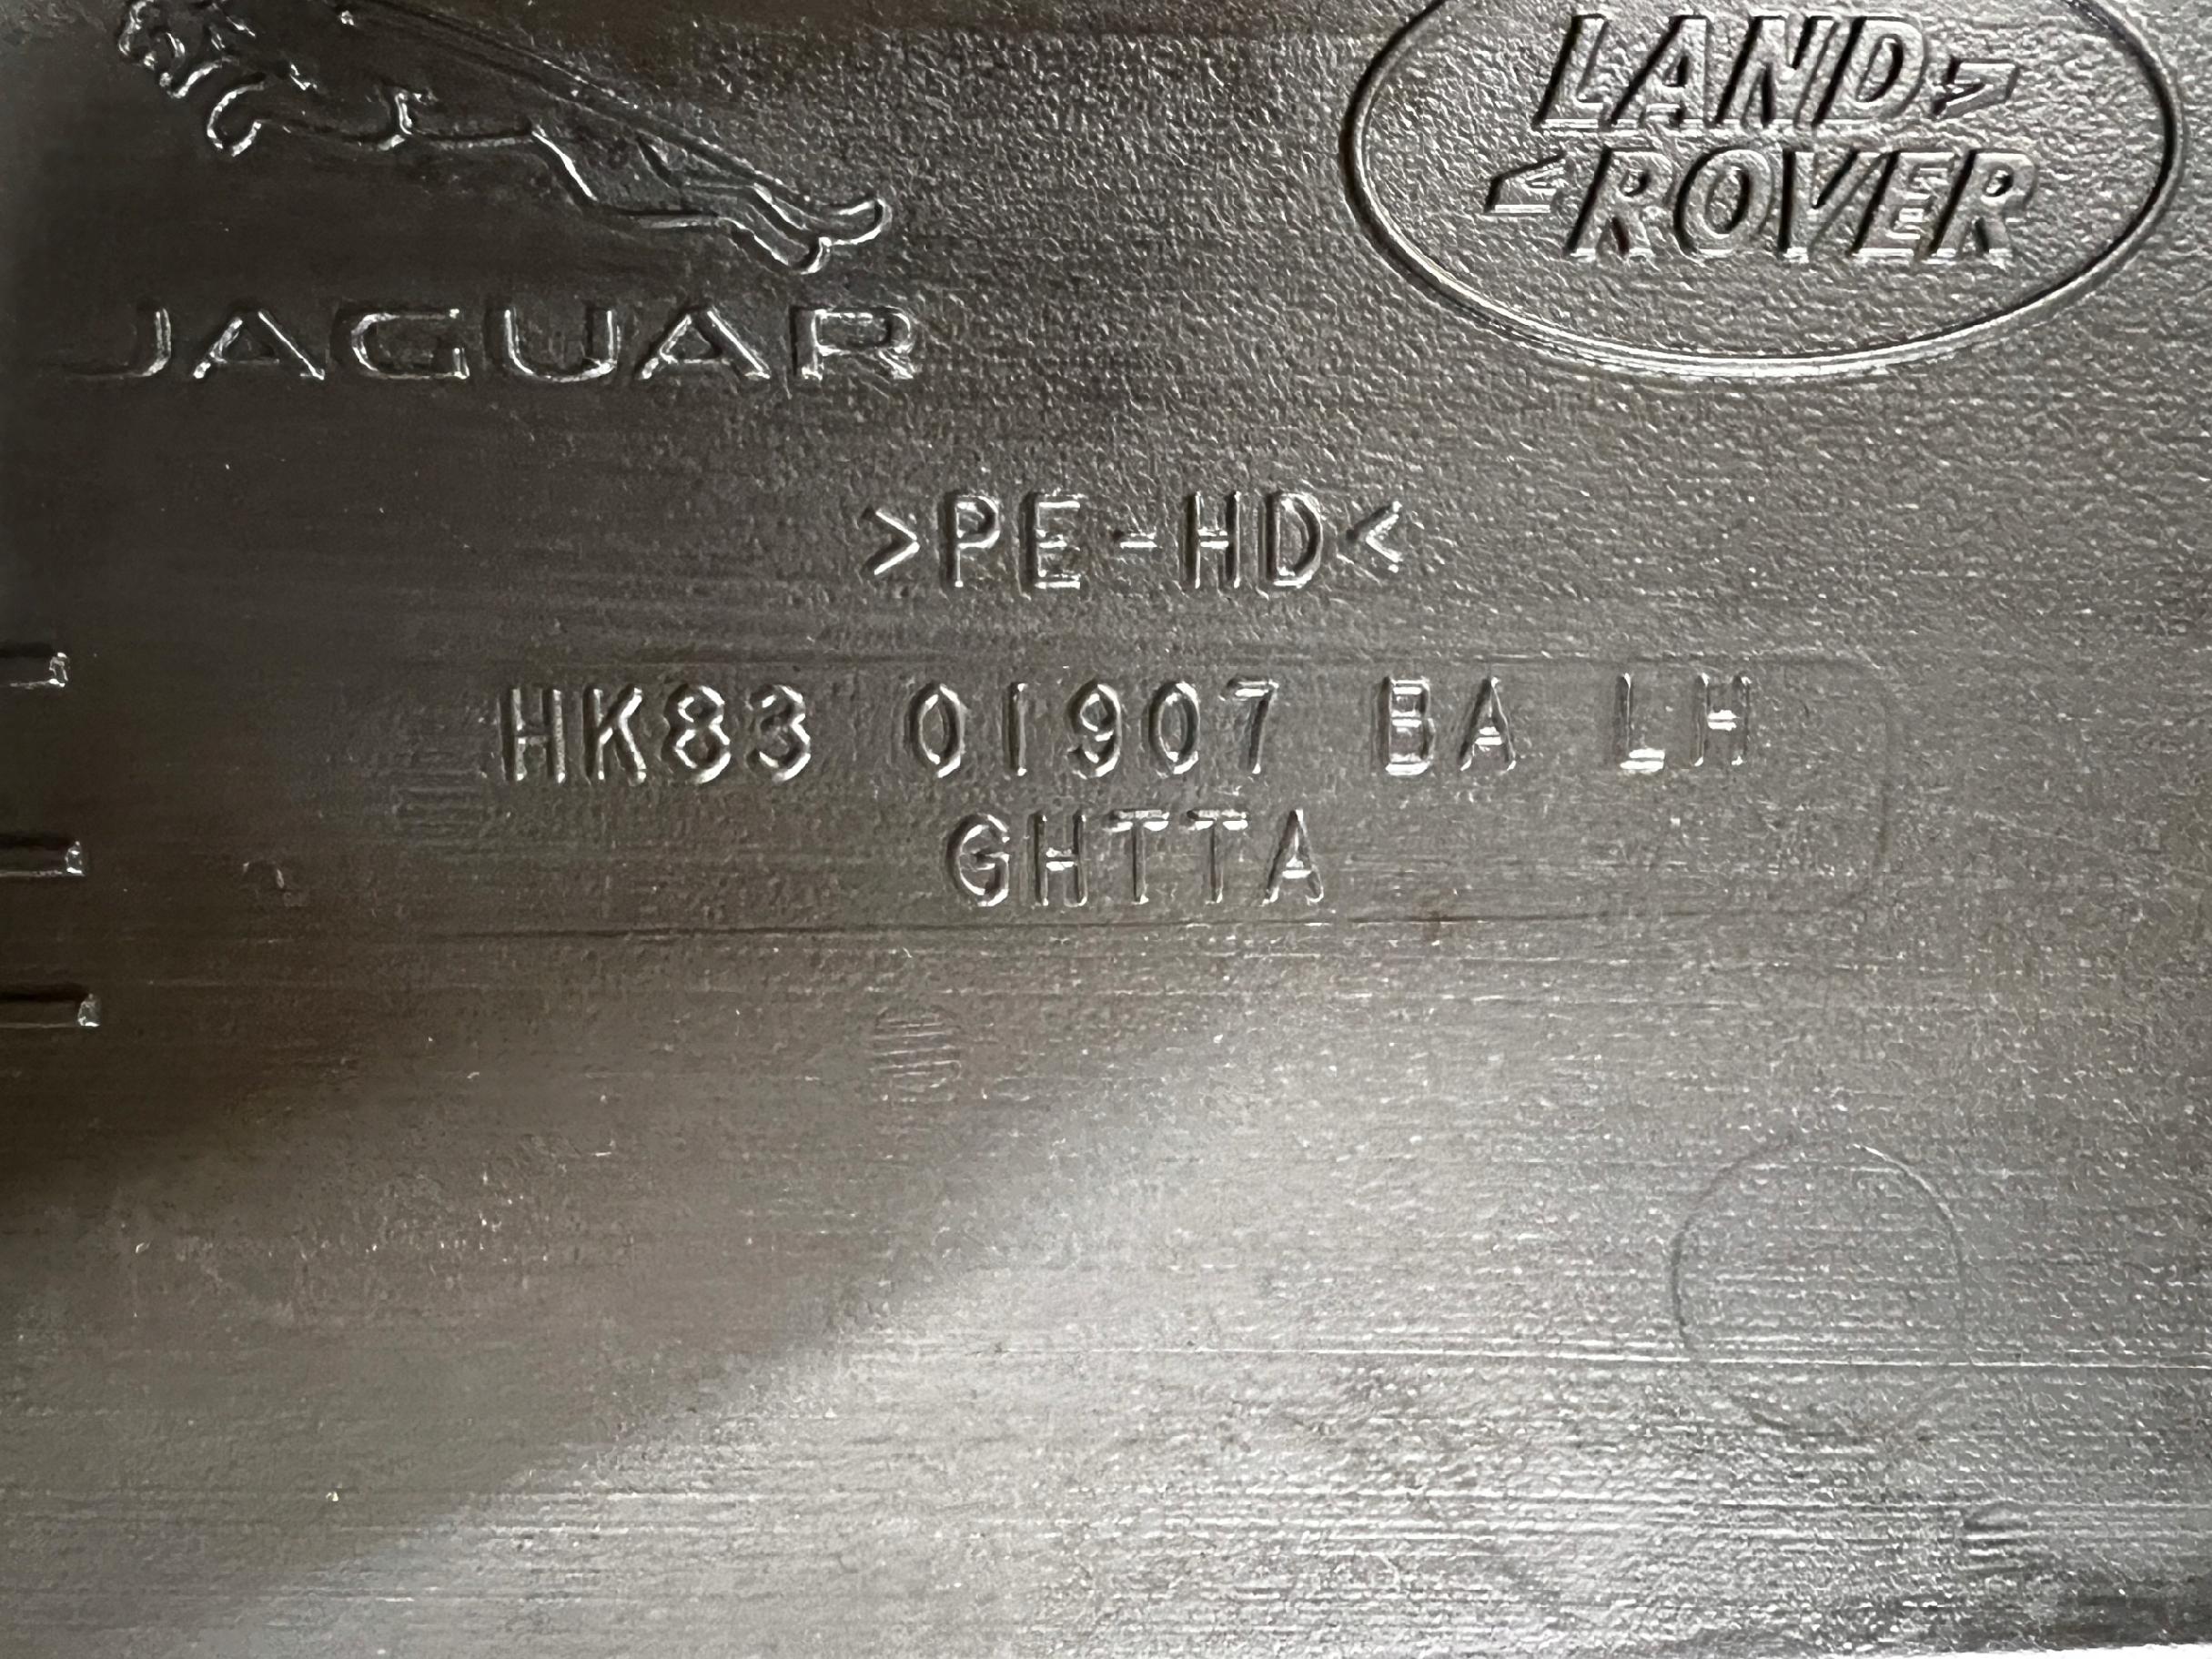 JAGUAR
LAND
ROVER
>PE-HD<
HK83 01907 BA LH
GHTTA